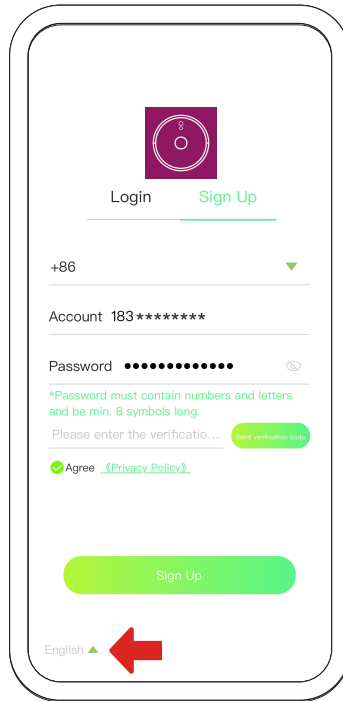 Login Sign Up
+86
Account 183********
Password ●●●●●●●●●●●●●
*Password must contain numbers and letters
and be min. 8 symbols long.
Please enter the verificatio... Send verification code
Agree 《Privacy Policy》
Sign Up
English